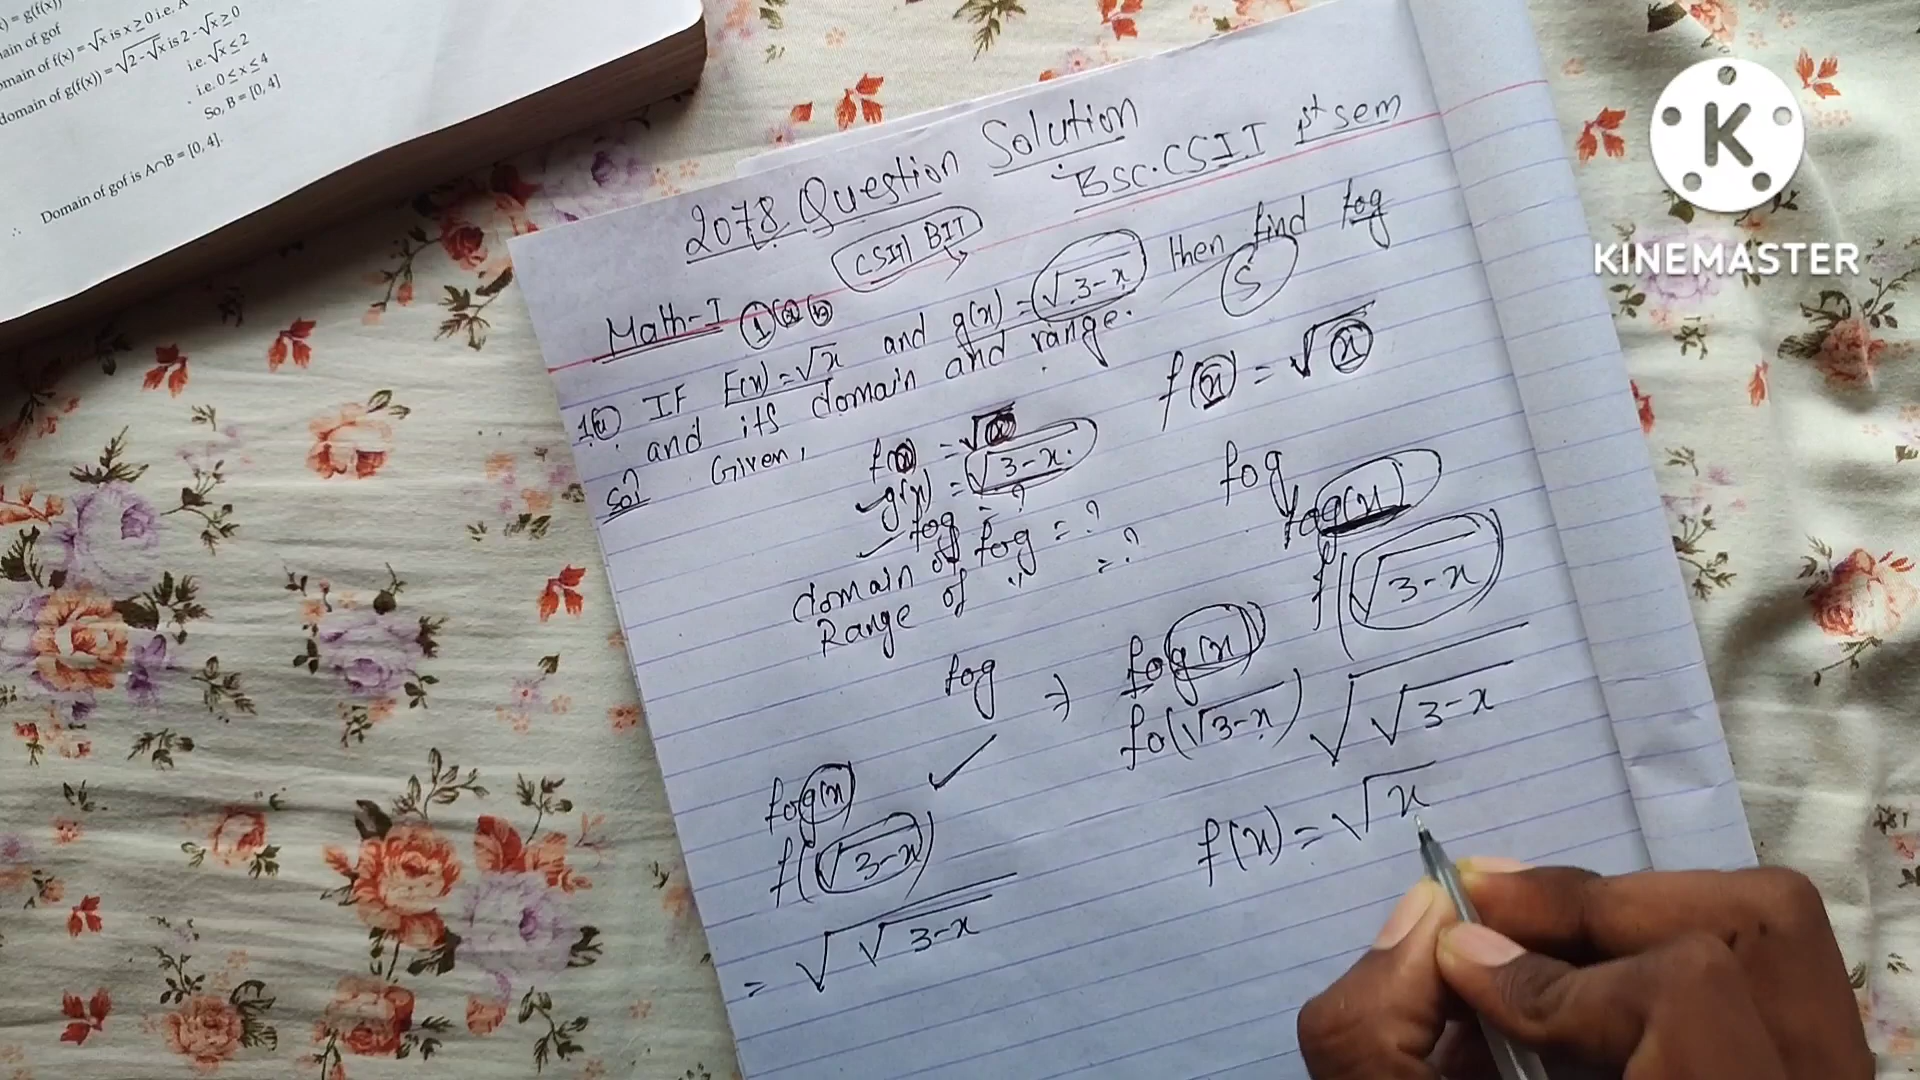 ) = g(f(x))
main of gof
omain of f(x) = √x is x ≥ 0 i.e. A
domain of g(f(x)) = √2-√x is 2 - √x ≥ 0
i.e. √x ≤ 2
i.e. 0 ≤ x ≤ 4
So, B = [0, 4]
∴ Domain of gof is A∩B = [0, 4].
K
KINEMASTER
2078 Question Solution
BSC.CSIT 1st sem
CSIT BIT
Math-I 1 a b
1a IF F(x) = √x and g(x) = √3-x then find fog
and its domain and range.
5
Sol Given,
f(x) = √x
g(x) = √3-x.
fog = ?
domain of fog = ?
Range of " = ?
f(x) = √x
fog
fog(x)
f(√3-x)
√√3-x
fog ⇒ fog(x)
fo(√3-x)
f(x) = √x
fog(x)
f(√3-x)
= √√3-x